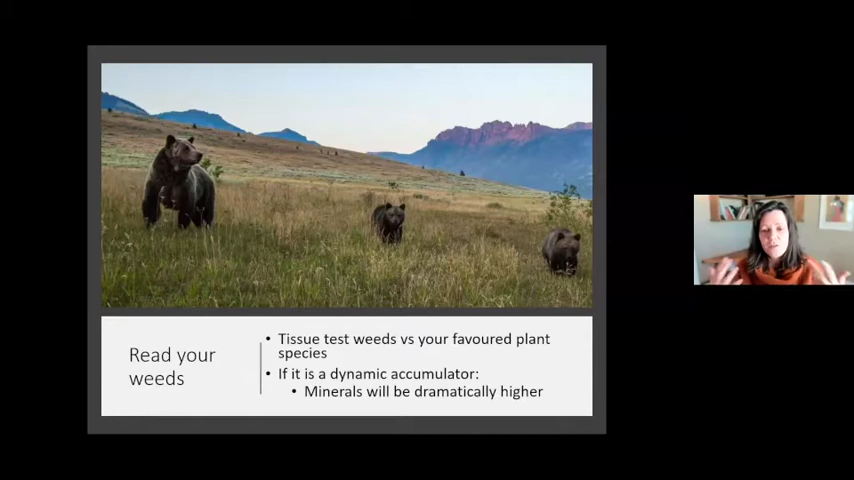 Read your
weeds
• Tissue test weeds vs your favoured plant
species
• If it is a dynamic accumulator:
• Minerals will be dramatically higher